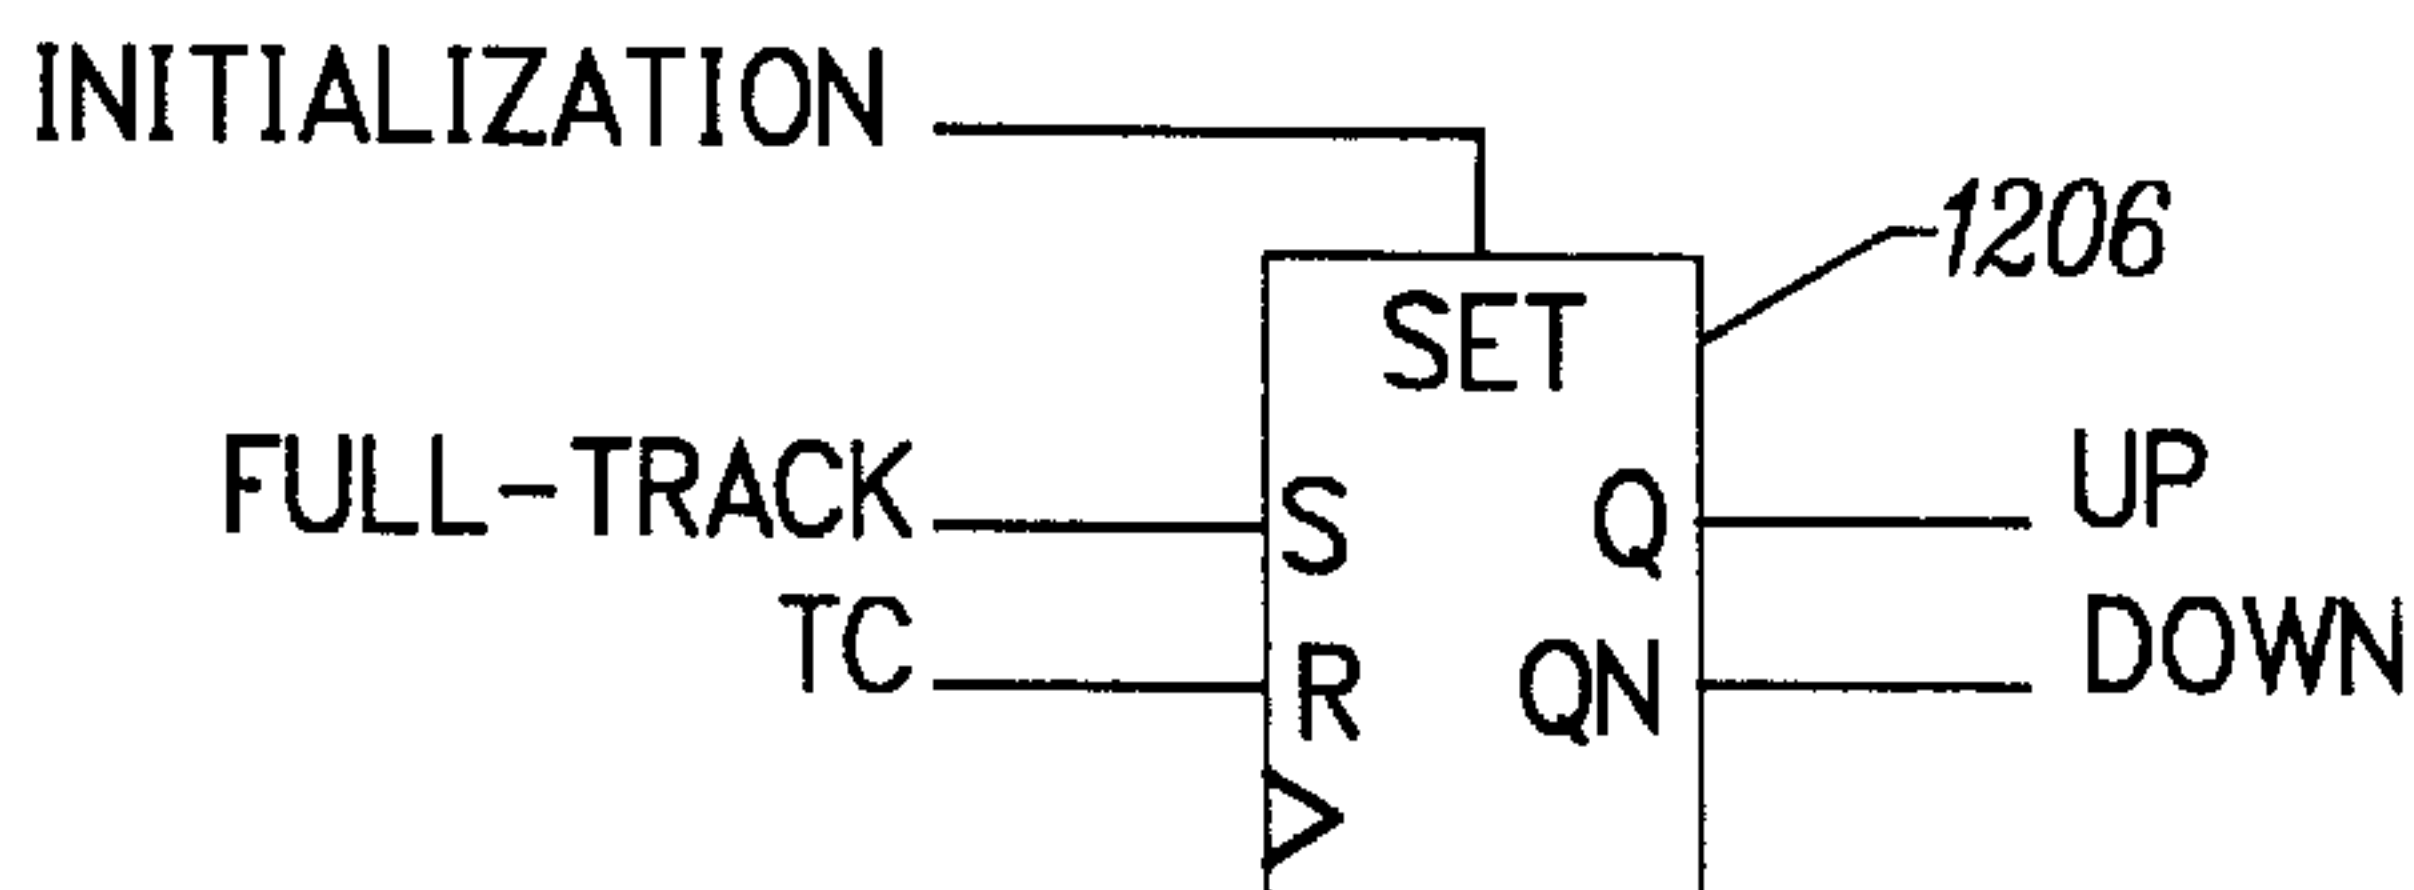 INITIALIZATION
1206
SET
FULL-TRACK S Q UP
TC R QN DOWN